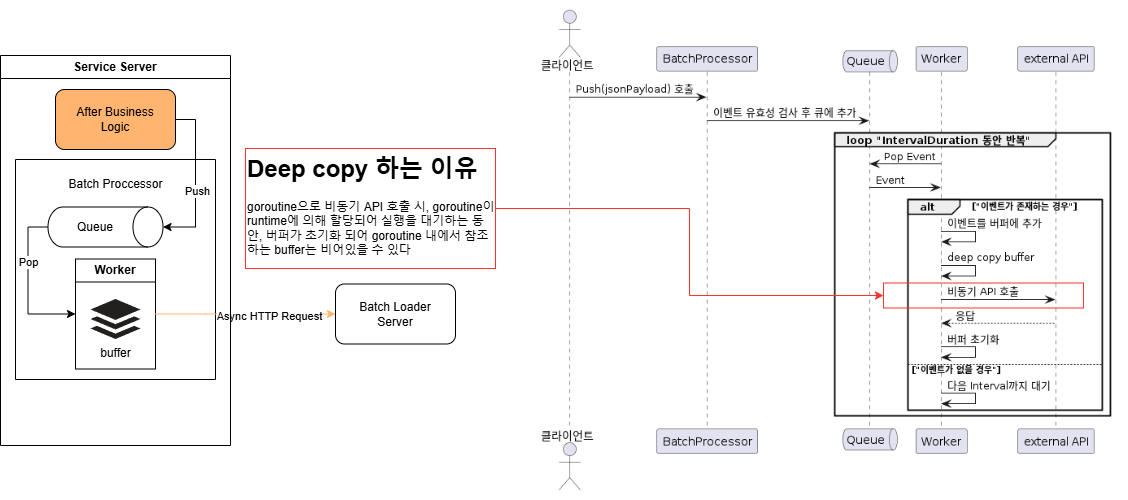 Service Server
After Business
Logic
Batch Proccessor
Push
Queue
Pop
Worker
buffer
Async HTTP Request
Batch Loader
Server
Deep copy 하는 이유
goroutine으로 비동기 API 호출 시, goroutine이
runtime에 의해 할당되어 실행을 대기하는 동
안, 버퍼가 초기화 되어 goroutine 내에서 참조
하는 buffer는 비어있을 수 있다
클라이언트
BatchProcessor
Queue
Worker
external API
Push(jsonPayload) 호출
이벤트 유효성 검사 후 큐에 추가
loop "IntervalDuration 동안 반복"
Pop Event
Event
alt ["이벤트가 존재하는 경우"]
이벤트를 버퍼에 추가
deep copy buffer
비동기 API 호출
응답
버퍼 초기화
["이벤트가 없을 경우"]
다음 Interval까지 대기
클라이언트
BatchProcessor
Queue
Worker
external API